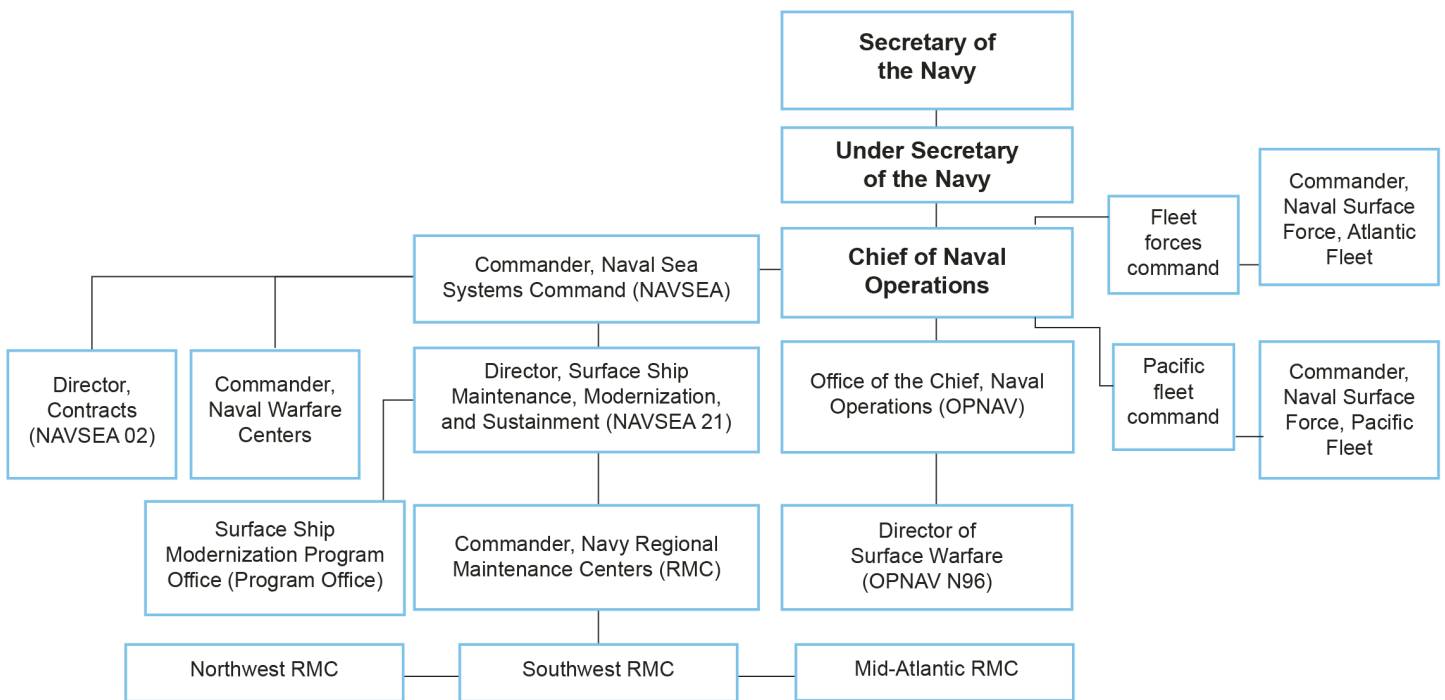 Secretary of
the Navy
Under Secretary
of the Navy
Chief of Naval
Operations
Fleet
forces
command
Commander,
Naval Surface
Force, Atlantic
Fleet
Commander, Naval Sea
Systems Command (NAVSEA)
Director,
Contracts
(NAVSEA 02)
Commander,
Naval Warfare
Centers
Director, Surface Ship
Maintenance, Modernization,
and Sustainment (NAVSEA 21)
Office of the Chief, Naval
Operations (OPNAV)
Pacific
fleet
command
Commander,
Naval Surface
Force, Pacific
Fleet
Surface Ship
Modernization Program
Office (Program Office)
Commander, Navy Regional
Maintenance Centers (RMC)
Director of
Surface Warfare
(OPNAV N96)
Northwest RMC
Southwest RMC
Mid-Atlantic RMC